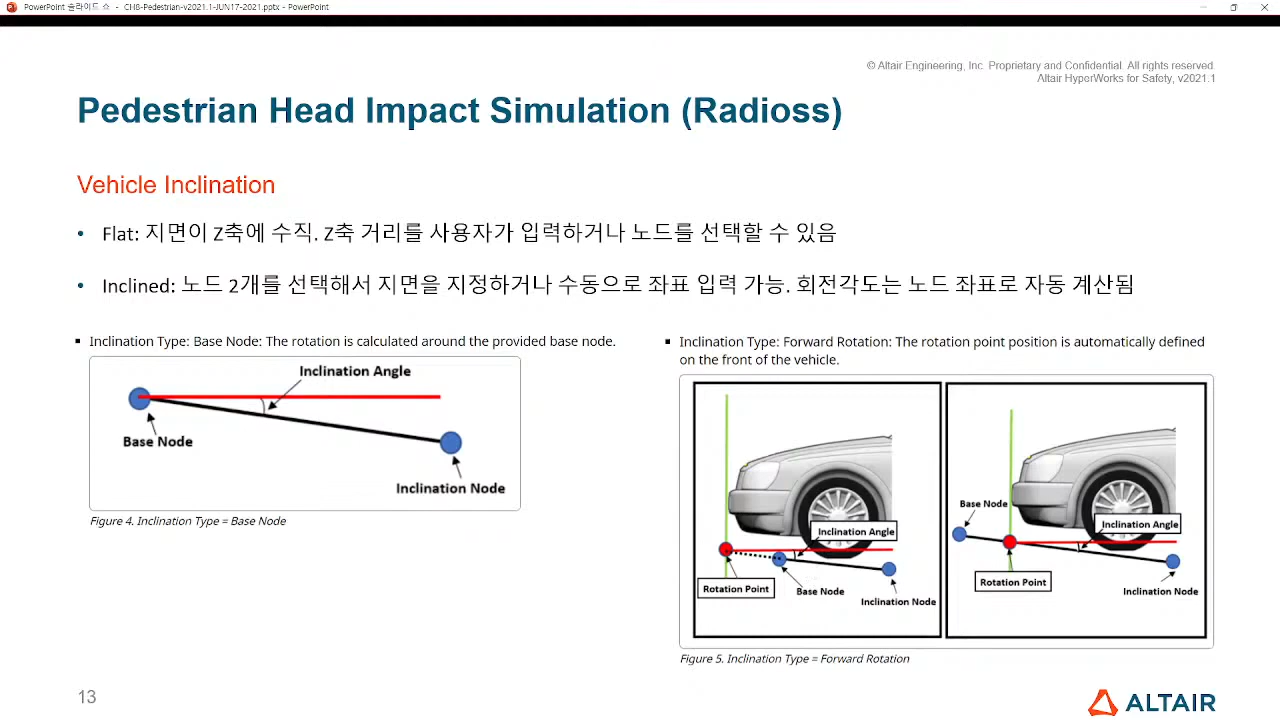 PowerPoint 슬라이드 쇼 - CH8-Pedestrian-v2021.1-JUN17-2021.pptx - PowerPoint
© Altair Engineering, Inc. Proprietary and Confidential. All rights reserved.
Altair HyperWorks for Safety, v2021.1
Pedestrian Head Impact Simulation (Radioss)
Vehicle Inclination
• Flat: 지면이 Z축에 수직. Z축 거리를 사용자가 입력하거나 노드를 선택할 수 있음
• Inclined: 노드 2개를 선택해서 지면을 지정하거나 수동으로 좌표 입력 가능. 회전각도는 노드 좌표로 자동 계산됨
▪ Inclination Type: Base Node: The rotation is calculated around the provided base node.
Inclination Angle
Base Node
Inclination Node
Figure 4. Inclination Type = Base Node
▪ Inclination Type: Forward Rotation: The rotation point position is automatically defined
on the front of the vehicle.
Inclination Angle
Rotation Point
Base Node
Inclination Node
Base Node
Inclination Angle
Rotation Point
Inclination Node
Figure 5. Inclination Type = Forward Rotation
13
ALTAIR